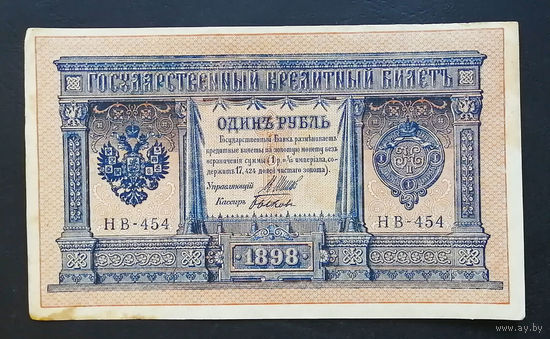 ГОСУДАРСТВЕННЫЙ КРЕДИТНЫЙ БИЛЕТЪ
ОДИНЪ РУБЛЬ
Государственный Банкъ размѣниваетъ
кредитные билеты на золотую монету безъ
ограниченія суммы (1 р. = 1/15 имперіала, со-
держитъ 17,424 долей чистаго золота).
Управляющій
Кассиръ
НВ-454
НВ-454
1898
www.ay.by